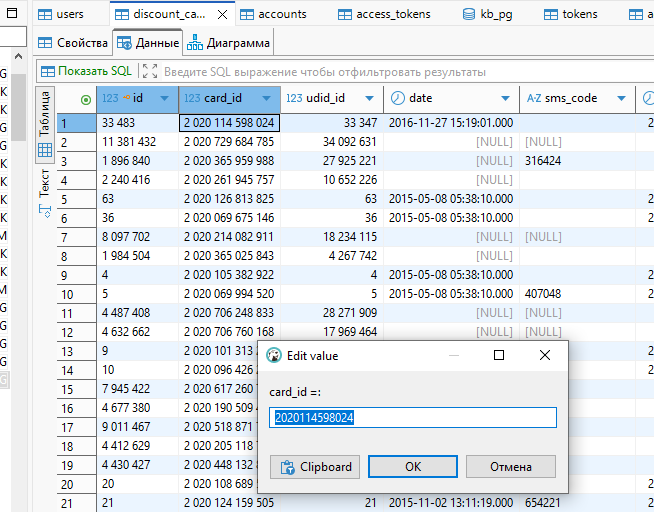 users discount_ca... accounts access_tokens kb_pg tokens a
Свойства Данные Диаграмма
Показать SQL Введите SQL выражение чтобы отфильтровать результаты
Таблица
Текст
123 id 123 card_id 123 udid_id date A-Z sms_code
1 33 483 2 020 114 598 024 33 347 2016-11-27 15:19:01.000 2
2 11 381 432 2 020 729 684 785 34 092 631 [NULL] [NULL]
3 1 896 840 2 020 365 959 988 27 925 221 [NULL] 316424
4 2 240 416 2 020 261 945 757 10 652 226 [NULL]
5 63 2 020 126 813 825 63 2015-05-08 05:38:10.000 2
6 36 2 020 069 675 146 36 2015-05-08 05:38:10.000 2
7 8 097 702 2 020 214 082 911 18 234 115 [NULL] [NULL]
8 1 984 504 2 020 365 025 843 4 267 742 [NULL]
9 4 2 020 105 382 922 4 2015-05-08 05:38:10.000 2
10 5 2 020 069 994 520 5 2015-05-08 05:38:10.000 407048 2
11 4 487 408 2 020 706 248 833 28 271 909 [NULL] [NULL]
12 4 632 662 2 020 706 760 168 17 969 464 [NULL] [NULL]
13 9 2 020 101 313 2
14 10 2 020 096 426 2
15 7 945 422 2 020 617 260
16 4 677 380 2 020 190 509
17 9 011 467 2 020 518 871
18 4 412 629 2 020 205 118
19 4 430 427 2 020 448 132
20 20 2 020 108 689 2
21 21 2 020 124 159 505 21 2015-11-02 13:11:19.000 654221 2
Edit value
card_id =:
2020114598024
Clipboard OK Отмена